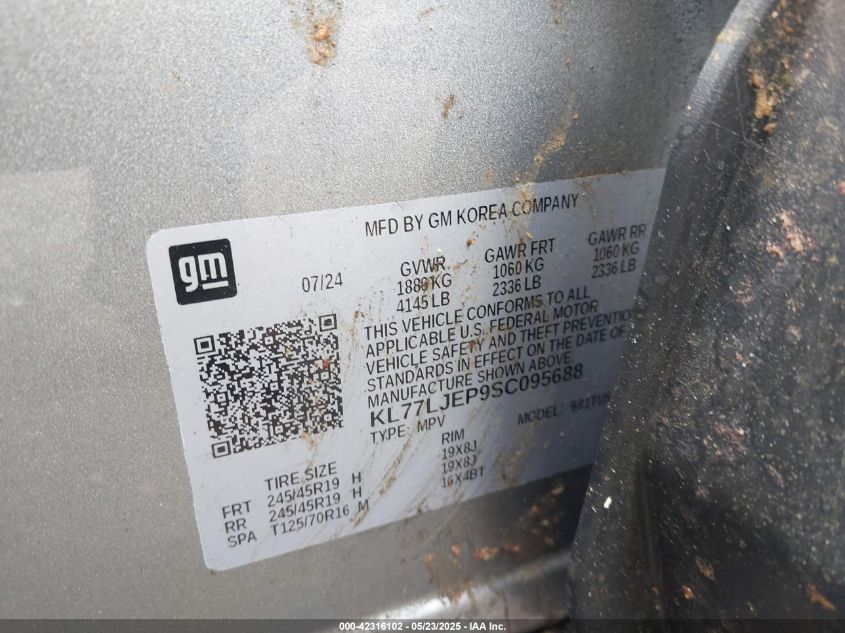 MFD BY GM KOREA COMPANY
gm
07/24
GVWR
1880 KG
4145 LB
GAWR FRT
1060 KG
2336 LB
GAWR RR
1060 KG
2336 LB
THIS VEHICLE CONFORMS TO ALL
APPLICABLE U.S. FEDERAL MOTOR
VEHICLE SAFETY AND THEFT PREVENTION
STANDARDS IN EFFECT ON THE DATE OF
MANUFACTURE SHOWN ABOVE
KL77LJEP9SC095688
TYPE: MPV
MODEL:
TIRE SIZE
RIM
FRT 245/45R19 H 19X8J
RR 245/45R19 H 19X8J
SPA T125/70R16 M 16X4BT
000-42316102 - 05/23/2025 - IAA Inc.